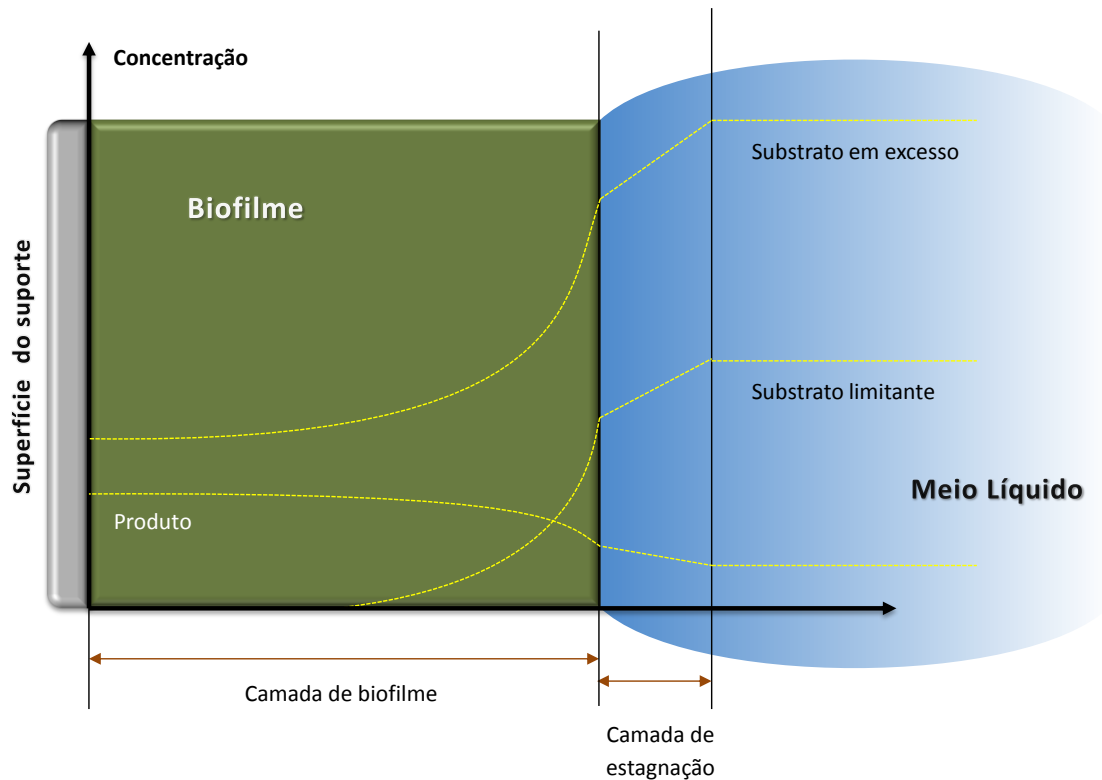 Concentração
Substrato em excesso
Biofilme
Superfície do suporte
Substrato limitante
Meio Líquido
Produto
Camada de biofilme
Camada de
estagnação